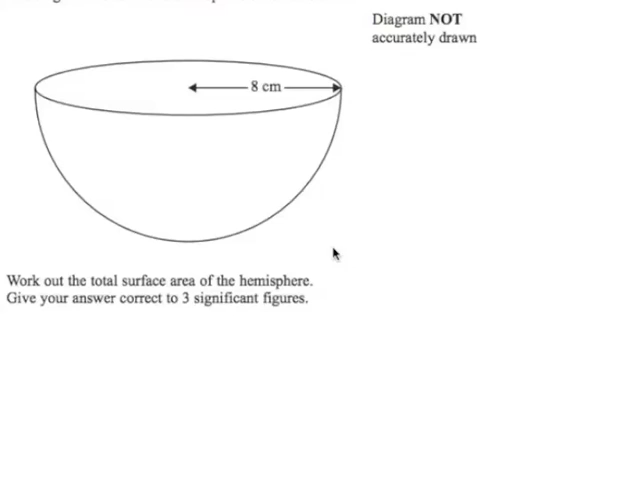 Diagram NOT
accurately drawn
8 cm
Work out the total surface area of the hemisphere.
Give your answer correct to 3 significant figures.